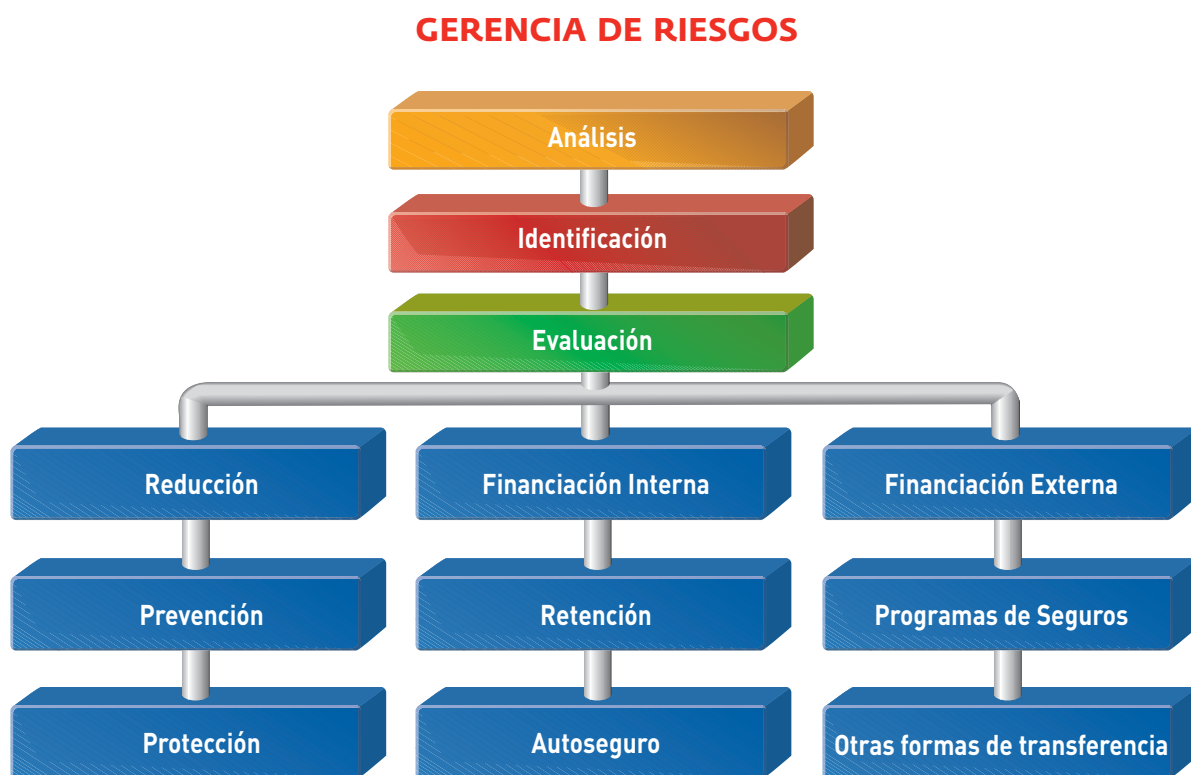 GERENCIA DE RIESGOS
Análisis
Identificación
Evaluación
Reducción
Financiación Interna
Financiación Externa
Prevención
Retención
Programas de Seguros
Protección
Autoseguro
Otras formas de transferencia